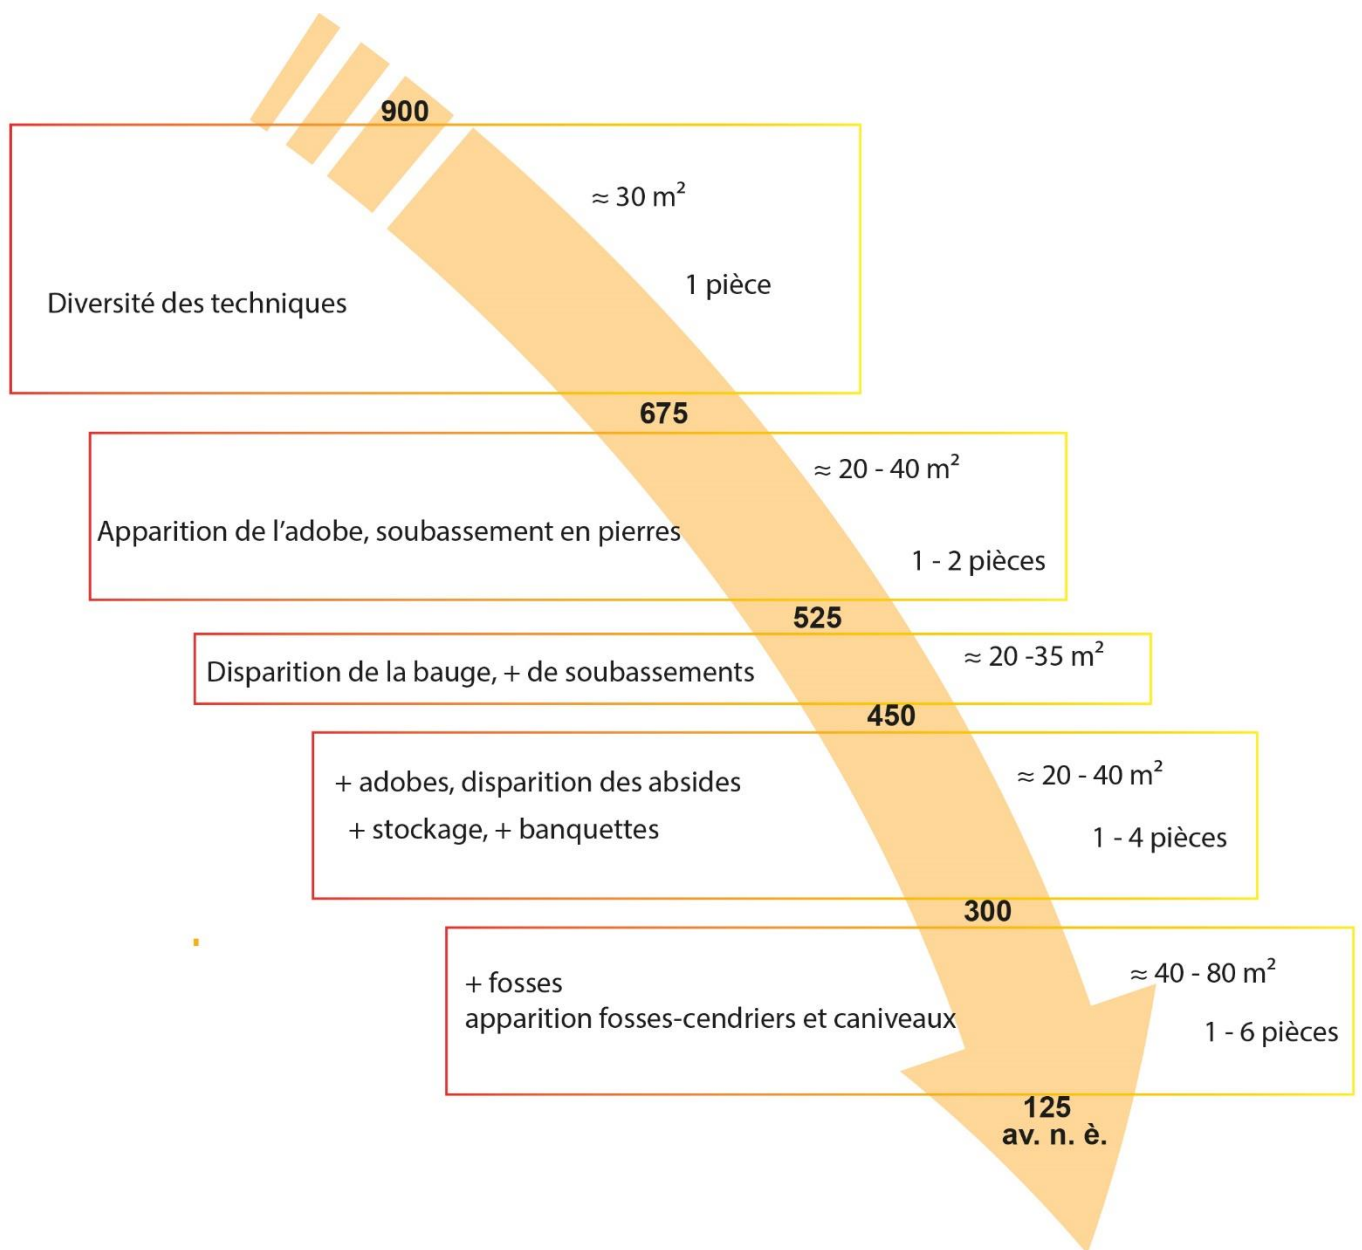 900
≈ 30 m²
1 pièce
Diversité des techniques
675
≈ 20 - 40 m²
Apparition de l'adobe, soubassement en pierres
1 - 2 pièces
525
≈ 20 -35 m²
Disparition de la bauge, + de soubassements
450
+ adobes, disparition des absides
≈ 20 - 40 m²
+ stockage, + banquettes
1 - 4 pièces
300
≈ 40 - 80 m²
+ fosses
apparition fosses-cendriers et caniveaux
1 - 6 pièces
125
av. n. è.